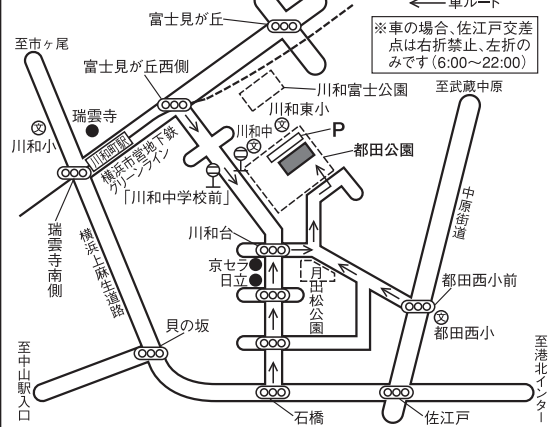 ←車ルート
※車の場合、佐江戸交差
点は右折禁止、左折の
みです(6:00〜22:00)
富士見が丘
至市ヶ尾
富士見が丘西側
至武蔵中原
川和富士公園
瑞雲寺
川和東小
文
文
川和小
川和中
文
P
都田公園
川和町駅
横浜市営地下鉄
グリーンライン
「川和中学校前」
中原街道
瑞雲寺南側
川和台
横浜上麻生道路
京セラ
日立
月出松公園
都田西小前
文
都田西小
貝の坂
至中山駅入口
至港北インター
石橋
佐江戸